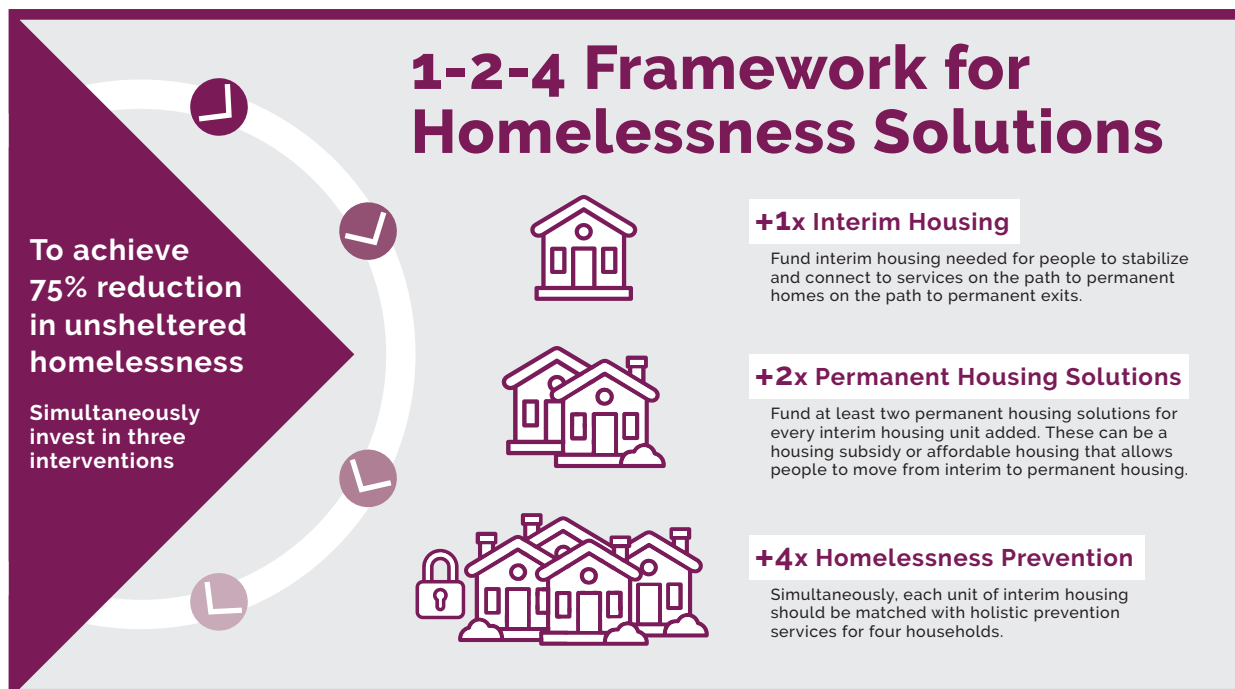 1-2-4 Framework for
Homelessness Solutions
To achieve
75% reduction
in unsheltered
homelessness
Simultaneously
invest in three
interventions
+1x Interim Housing
Fund interim housing needed for people to stabilize
and connect to services on the path to permanent
homes on the path to permanent exits.
+2x Permanent Housing Solutions
Fund at least two permanent housing solutions for
every interim housing unit added. These can be a
housing subsidy or affordable housing that allows
people to move from interim to permanent housing.
+4x Homelessness Prevention
Simultaneously, each unit of interim housing
should be matched with holistic prevention
services for four households.